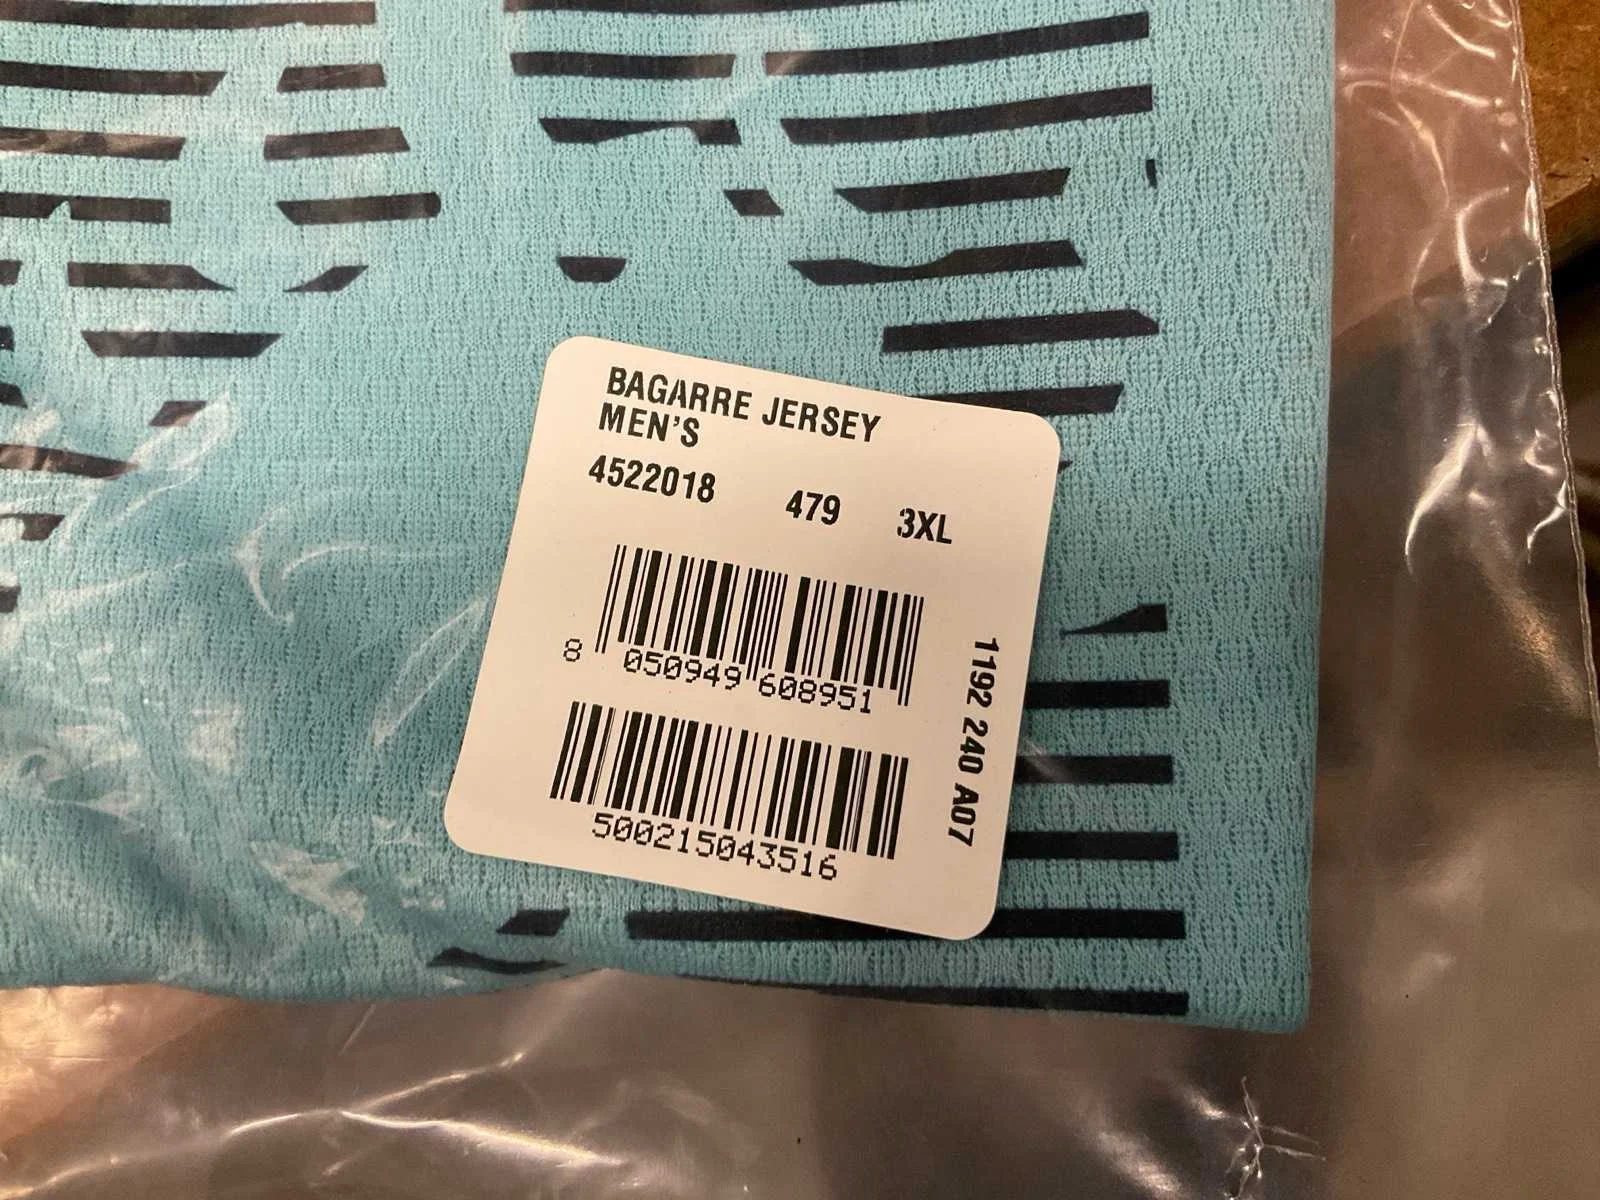 BAGARRE JERSEY
MEN'S
4522018 479 3XL
8 050949 608951
500215043516
1192 240 A07